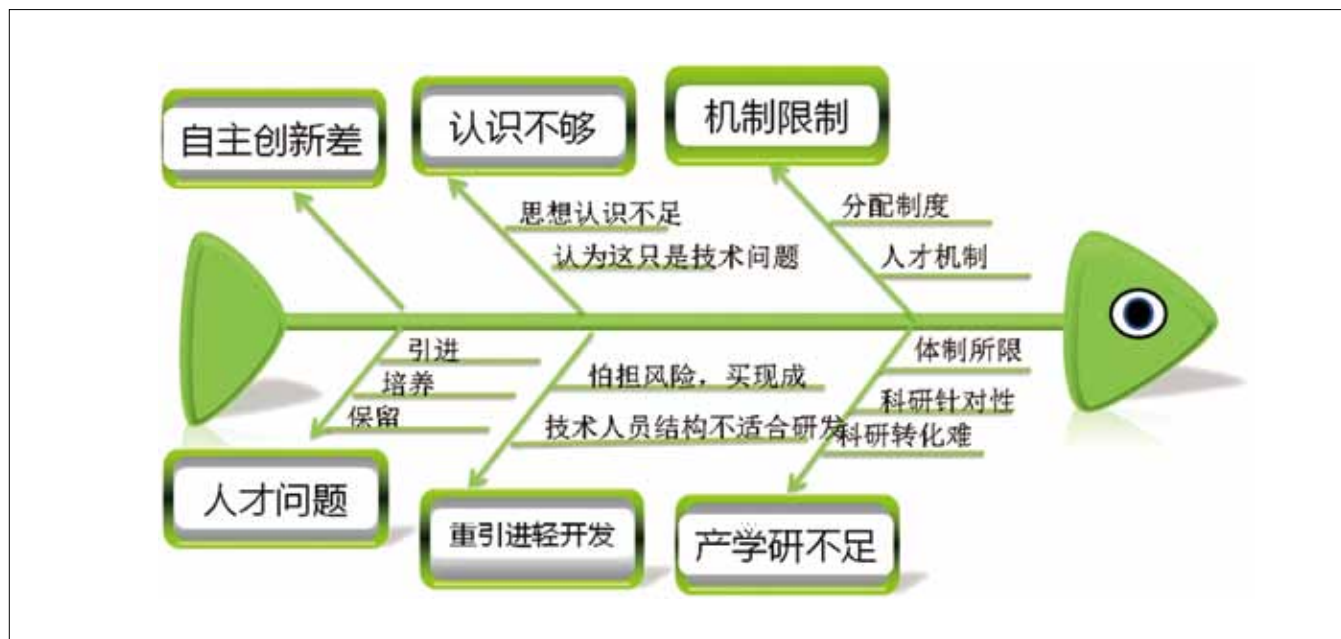 自主创新差
认识不够
机制限制
思想认识不足
认为这只是技术问题
分配制度
人才机制
引进
培养
保留
怕担风险，买现成
技术人员结构不适合研发
体制所限
科研针对性
科研转化难
人才问题
重引进轻开发
产学研不足